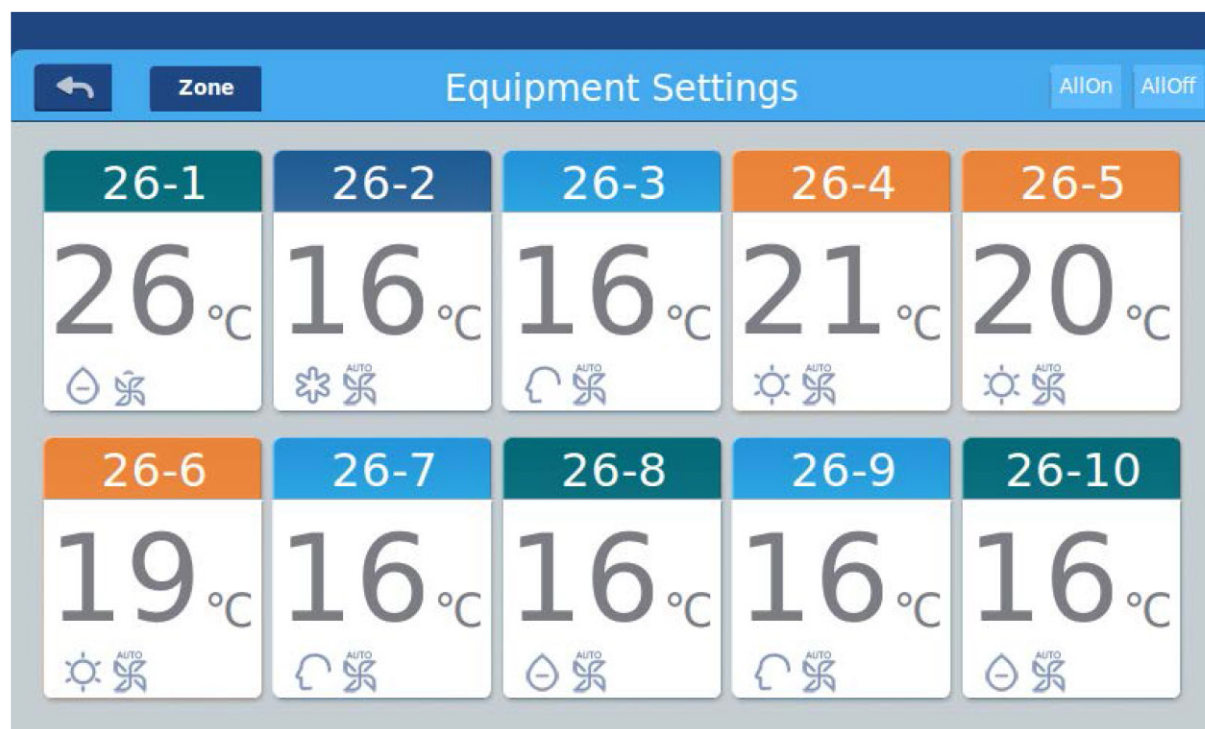 Zone Equipment Settings AllOn AllOff
26-1 26-2 26-3 26-4 26-5
26 °C 16 °C 16 °C 21 °C 20 °C
AUTO AUTO AUTO AUTO
26-6 26-7 26-8 26-9 26-10
19 °C 16 °C 16 °C 16 °C 16 °C
AUTO AUTO AUTO AUTO AUTO